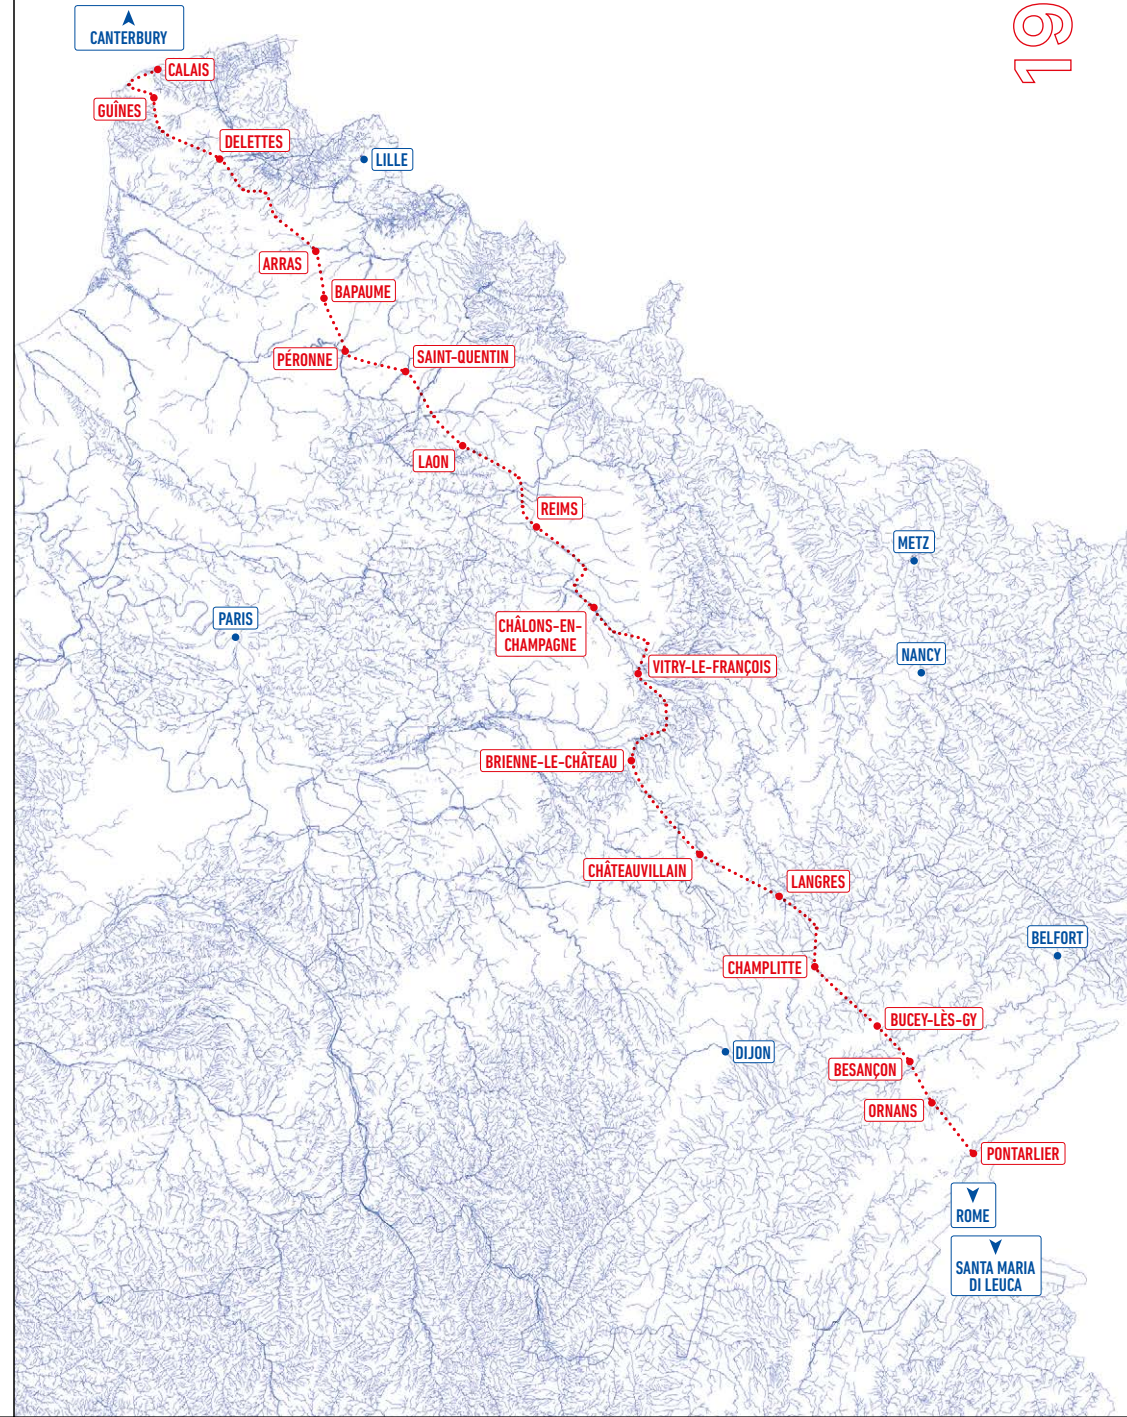 CANTERBURY
19
CALAIS
GUÎNES
DELETTES
LILLE
ARRAS
BAPAUME
PÉRONNE
SAINT-QUENTIN
LAON
REIMS
METZ
CHÂLONS-EN-
CHAMPAGNE
PARIS
NANCY
VITRY-LE-FRANÇOIS
BRIENNE-LE-CHÂTEAU
CHÂTEAUVILLAIN
LANGRES
BELFORT
CHAMPLITTE
BUCEY-LÈS-GY
DIJON
BESANÇON
ORNANS
PONTARLIER
ROME
SANTA MARIA
DI LEUCA